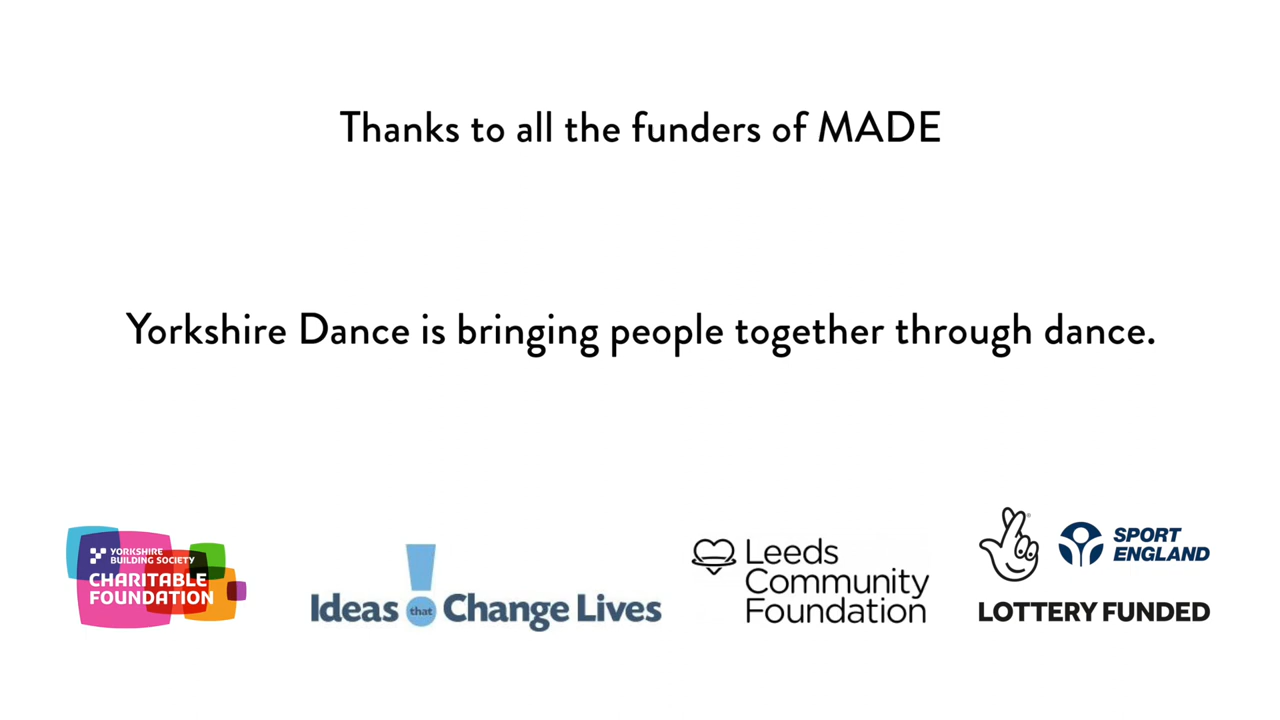 Thanks to all the funders of MADE
Yorkshire Dance is bringing people together through dance.
YORKSHIRE
BUILDING SOCIETY
CHARITABLE
FOUNDATION
Ideas that Change Lives
Leeds
Community
Foundation
SPORT
ENGLAND
LOTTERY FUNDED